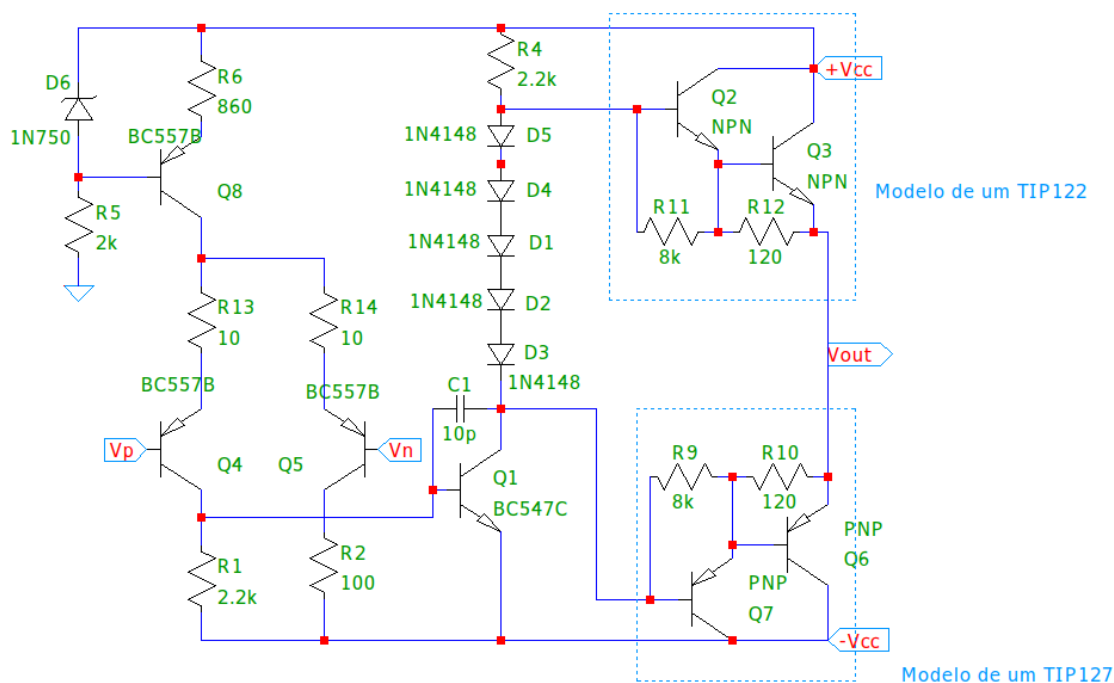 D6
1N750
R5
2k
R6
860
BC557B
Q8
R13
10
R14
10
BC557B
Vp
Q4
BC557B
Vn
Q5
R1
2.2k
R2
100
R4
2.2k
1N4148
D5
1N4148
D4
1N4148
D1
1N4148
D2
D3
1N4148
C1
10p
Q1
BC547C
+Vcc
Q2
NPN
Q3
NPN
R11
8k
R12
120
Modelo de um TIP122
Vout
R9
8k
R10
120
PNP
Q6
PNP
Q7
-Vcc
Modelo de um TIP127